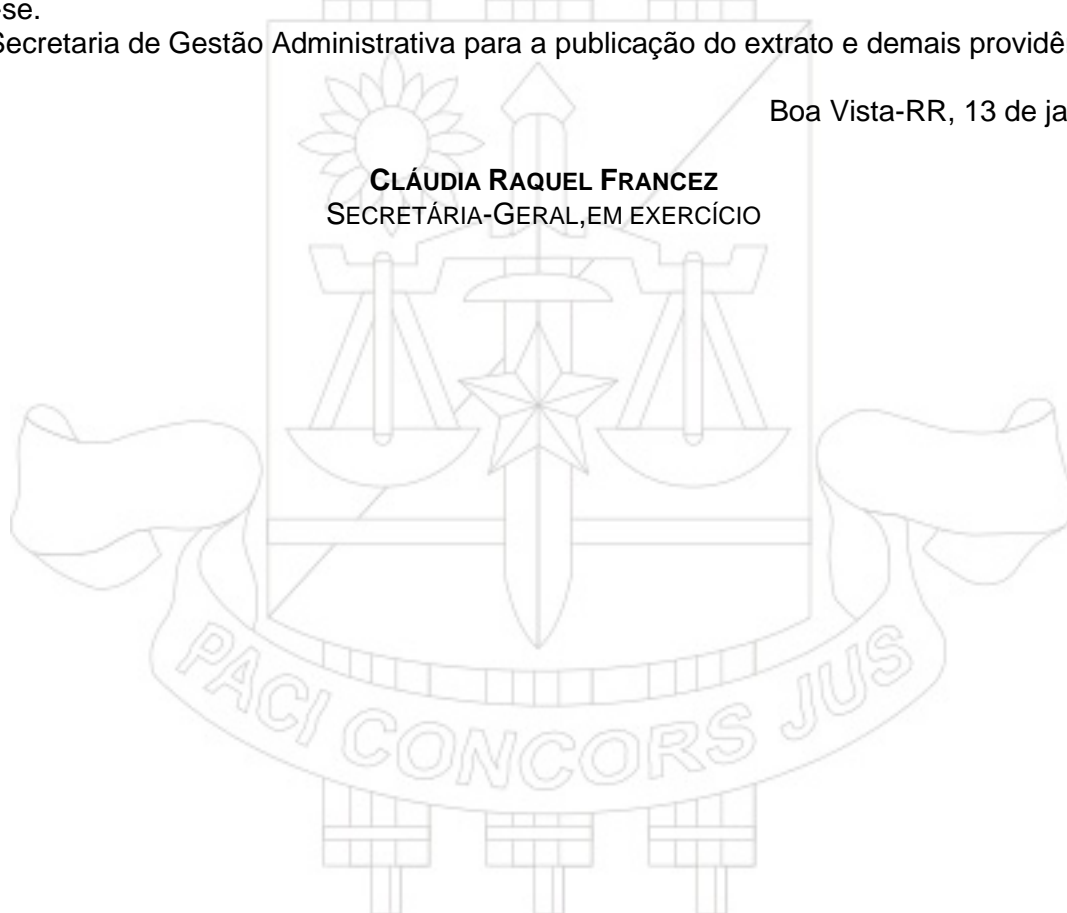 -se.
Secretaria de Gestão Administrativa para a publicação do extrato e demais providê
Boa Vista-RR, 13 de ja
CLÁUDIA RAQUEL FRANCEZ
SECRETÁRIA-GERAL,EM EXERCÍCIO
PACI CONCORS JUS